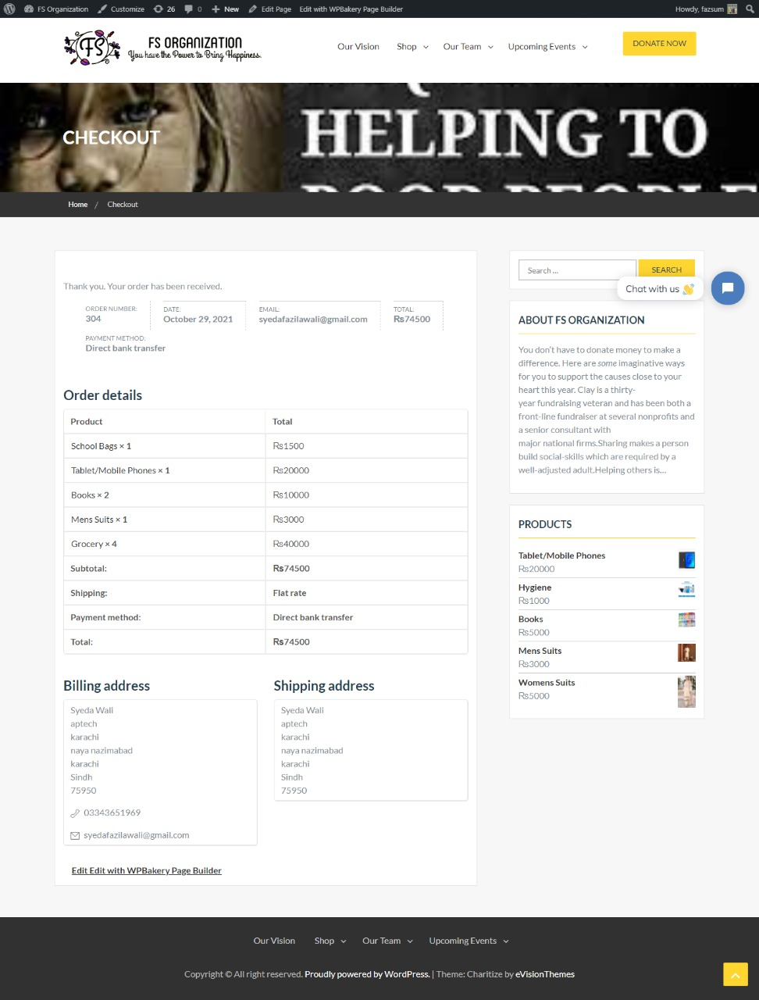 FS Organization Customize 26 0 New Edit Page Edit with WPBakery Page Builder Howdy, fazsum
FS
FS ORGANIZATION
You have the Power to Bring Happiness.
Our Vision Shop Our Team Upcoming Events DONATE NOW
HELPING TO
CHECKOUT
POOR PEOPLE
Home / Checkout
Thank you. Your order has been received.
ORDER NUMBER:
304
DATE:
October 29, 2021
EMAIL:
syedafazilawali@gmail.com
TOTAL:
₨74500
PAYMENT METHOD:
Direct bank transfer
Order details
Product Total
School Bags × 1 ₨1500
Tablet/Mobile Phones × 1 ₨20000
Books × 2 ₨10000
Mens Suits × 1 ₨3000
Grocery × 4 ₨40000
Subtotal: ₨74500
Shipping: Flat rate
Payment method: Direct bank transfer
Total: ₨74500
Billing address
Syeda Wali
aptech
karachi
naya nazimabad
karachi
Sindh
75950
03343651969
syedafazilawali@gmail.com
Shipping address
Syeda Wali
aptech
karachi
naya nazimabad
karachi
Sindh
75950
Edit Edit with WPBakery Page Builder
Search … SEARCH
Chat with us 👋
ABOUT FS ORGANIZATION
You don't have to donate money to make a
difference. Here are some imaginative ways
for you to support the causes close to your
heart this year. Clay is a thirty-
year fundraising veteran and has been both a
front-line fundraiser at several nonprofits and
a senior consultant with
major national firms.Sharing makes a person
build social-skills which are required by a
well-adjusted adult.Helping others is...
PRODUCTS
Tablet/Mobile Phones
₨20000
Hygiene
₨1000
Books
₨5000
Mens Suits
₨3000
Womens Suits
₨5000
Our Vision Shop Our Team Upcoming Events
Copyright © All right reserved. Proudly powered by WordPress. | Theme: Charitize by eVisionThemes